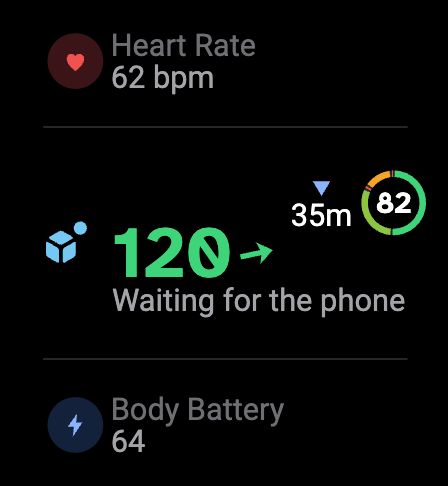 Heart Rate
62 bpm
35m
82
120
Waiting for the phone
Body Battery
64